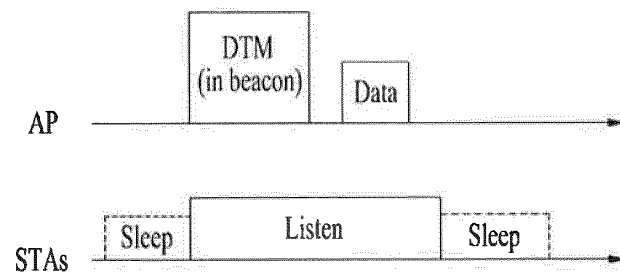 DTM
(in beacon)
Data
AP
Sleep
Listen
Sleep
STAs